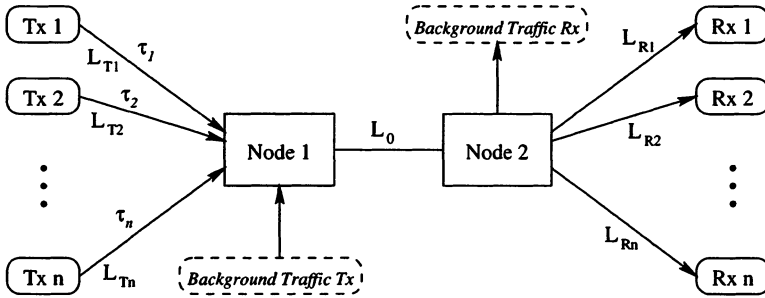 Tx 1
τ1
LT1
Tx 2
τ2
LT2
Tx n
τn
LTn
Node 1
Background Traffic Tx
L0
Node 2
Background Traffic Rx
LR1
Rx 1
LR2
Rx 2
LRn
Rx n